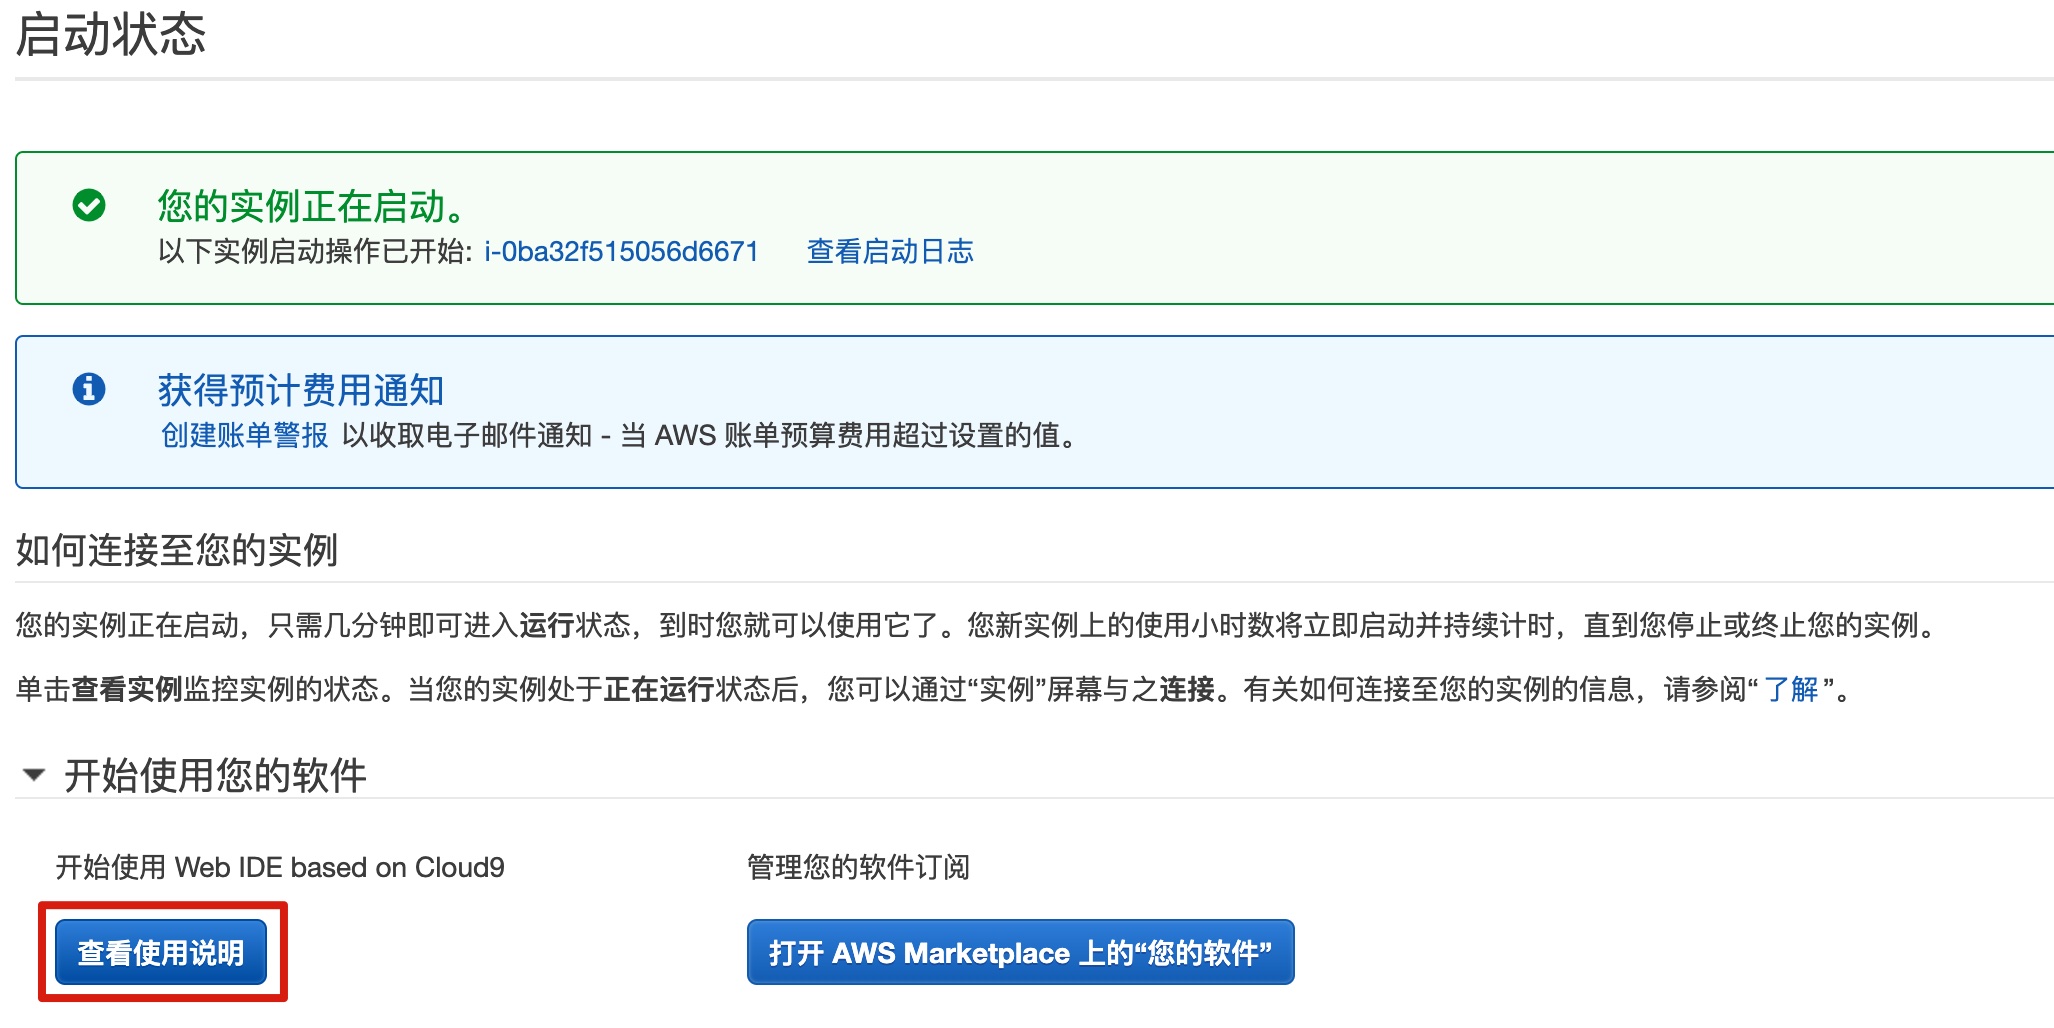 启动状态
您的实例正在启动。
以下实例启动操作已开始: i-0ba32f515056d6671 查看启动日志
获得预计费用通知
创建账单警报 以收取电子邮件通知 - 当 AWS 账单预算费用超过设置的值。
如何连接至您的实例
您的实例正在启动，只需几分钟即可进入运行状态，到时您就可以使用它了。您新实例上的使用小时数将立即启动并持续计时，直到您停止或终止您的实例。
单击查看实例监控实例的状态。当您的实例处于正在运行状态后，您可以通过“实例”屏幕与之连接。有关如何连接至您的实例的信息，请参阅“了解”。
开始使用您的软件
开始使用 Web IDE based on Cloud9
管理您的软件订阅
查看使用说明
打开 AWS Marketplace 上的“您的软件”